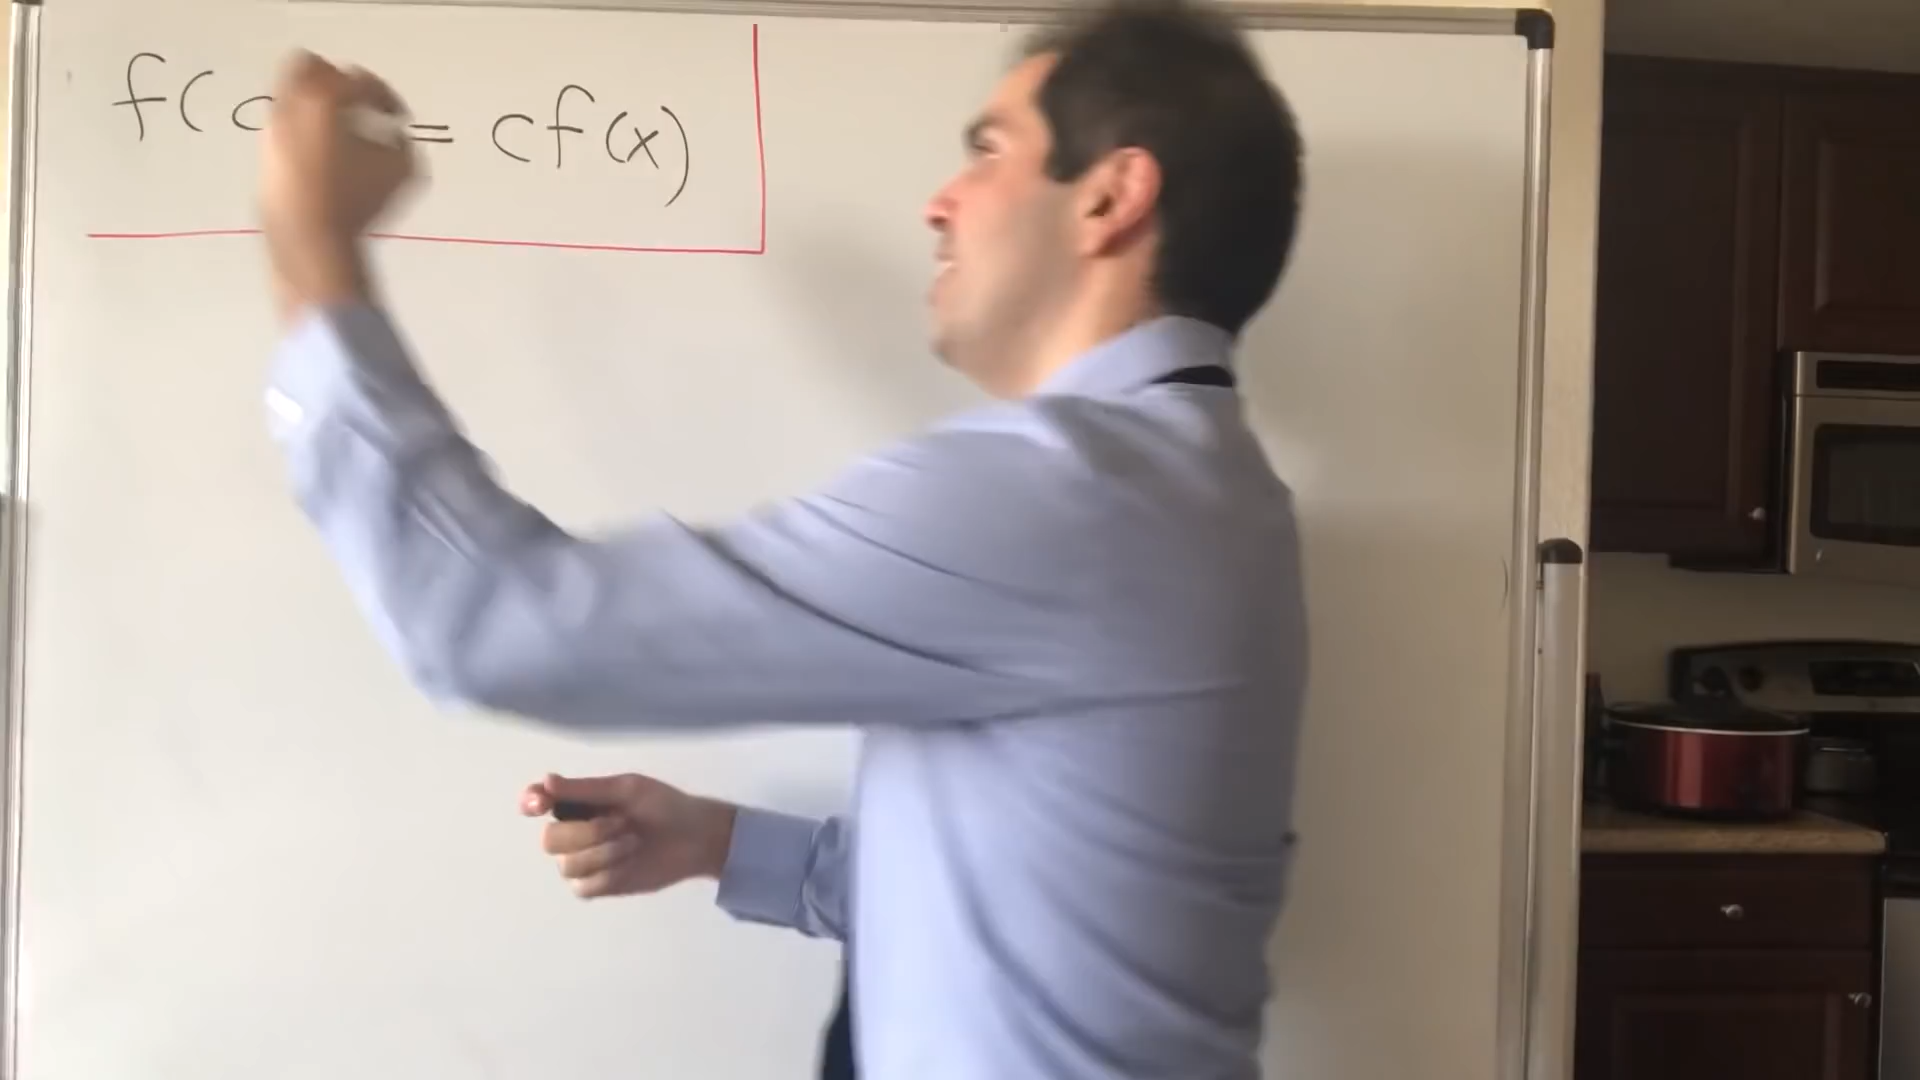 f(c = cf(x)